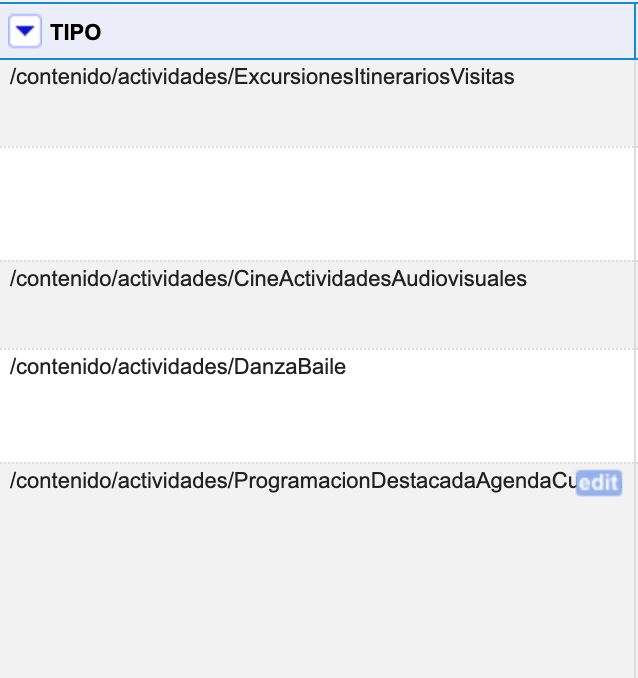 TIPO
/contenido/actividades/ExcursionesItinerariosVisitas
/contenido/actividades/CineActividadesAudiovisuales
/contenido/actividades/DanzaBaile
/contenido/actividades/ProgramacionDestacadaAgendaCu
edit